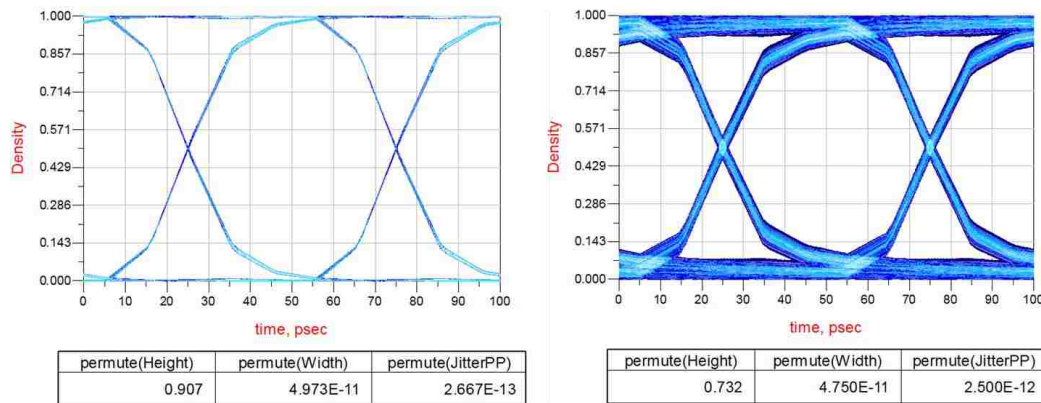 1.000
0.857
0.714
0.571
0.429
0.286
0.143
0.000
Density
0 10 20 30 40 50 60 70 80 90 100
time, psec
permute(Height) permute(Width) permute(JitterPP)
0.907 4.973E-11 2.667E-13
1.000
0.857
0.714
0.571
0.429
0.286
0.143
0.000
Density
0 10 20 30 40 50 60 70 80 90 100
time, psec
permute(Height) permute(Width) permute(JitterPP)
0.732 4.750E-11 2.500E-12